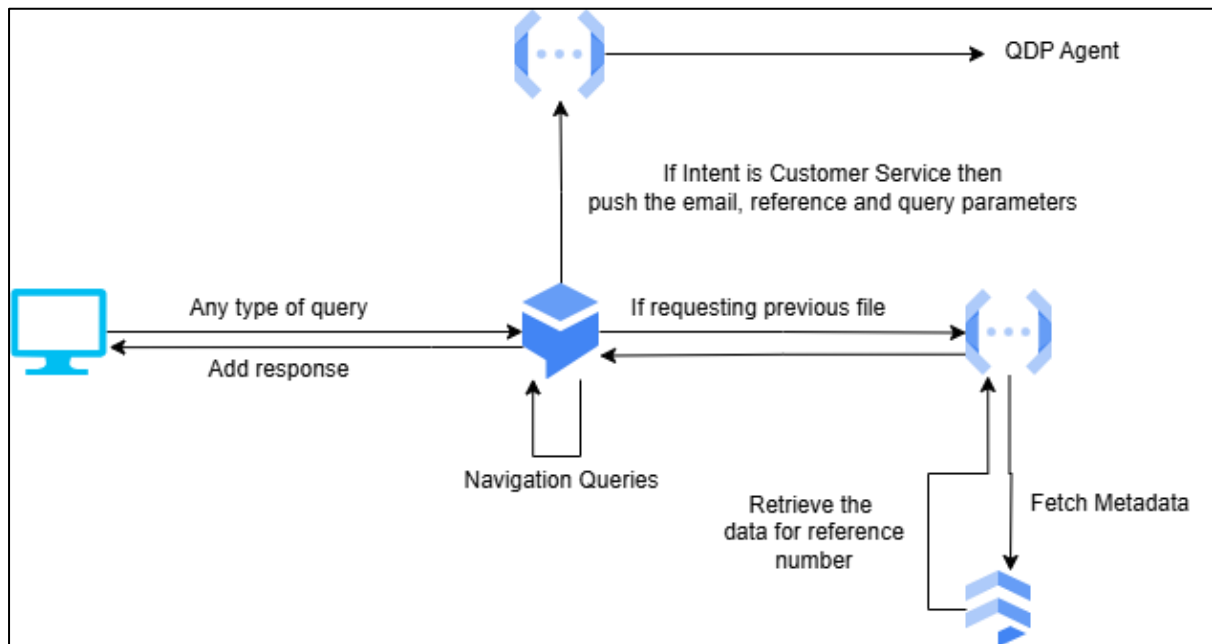 QDP Agent
If Intent is Customer Service then
push the email, reference and query parameters
Any type of query
If requesting previous file
Add response
Navigation Queries
Retrieve the
data for reference
number
Fetch Metadata